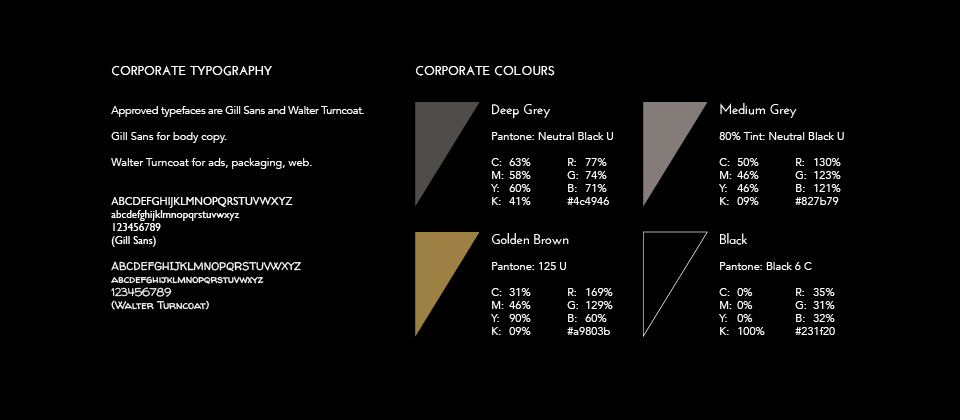 CORPORATE TYPOGRAPHY
Approved typefaces are Gill Sans and Walter Turncoat.
Gill Sans for body copy.
Walter Turncoat for ads, packaging, web.
ABCDEFGHIJKLMNOPQRSTUVWXYZ
abcdefghijklmnopqrstuvwxyz
123456789
(Gill Sans)
ABCDEFGHIJKLMNOPQRSTUVWXYZ
ABCDEFGHIJKLMNOPQRSTUVWXYZ
123456789
(Walter Turncoat)
CORPORATE COLOURS
Deep Grey
Pantone: Neutral Black U
C: 63% R: 77%
M: 58% G: 74%
Y: 60% B: 71%
K: 41% #4c4946
Medium Grey
80% Tint: Neutral Black U
C: 50% R: 130%
M: 46% G: 123%
Y: 46% B: 121%
K: 09% #827b79
Golden Brown
Pantone: 125 U
C: 31% R: 169%
M: 46% G: 129%
Y: 90% B: 60%
K: 09% #a9803b
Black
Pantone: Black 6 C
C: 0% R: 35%
M: 0% G: 31%
Y: 0% B: 32%
K: 100% #231f20